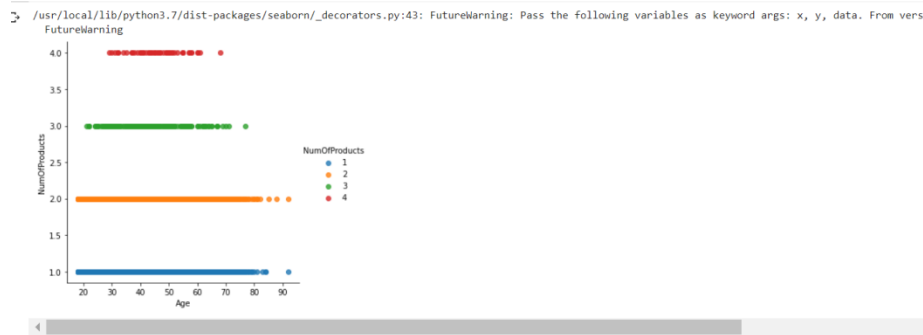 /usr/local/lib/python3.7/dist-packages/seaborn/_decorators.py:43: FutureWarning: Pass the following variables as keyword args: x, y, data. From vers
FutureWarning
4.0
3.5
3.0
2.5
2.0
1.5
1.0
NumOfProducts
20 30 40 50 60 70 80 90
Age
NumOfProducts
1
2
3
4